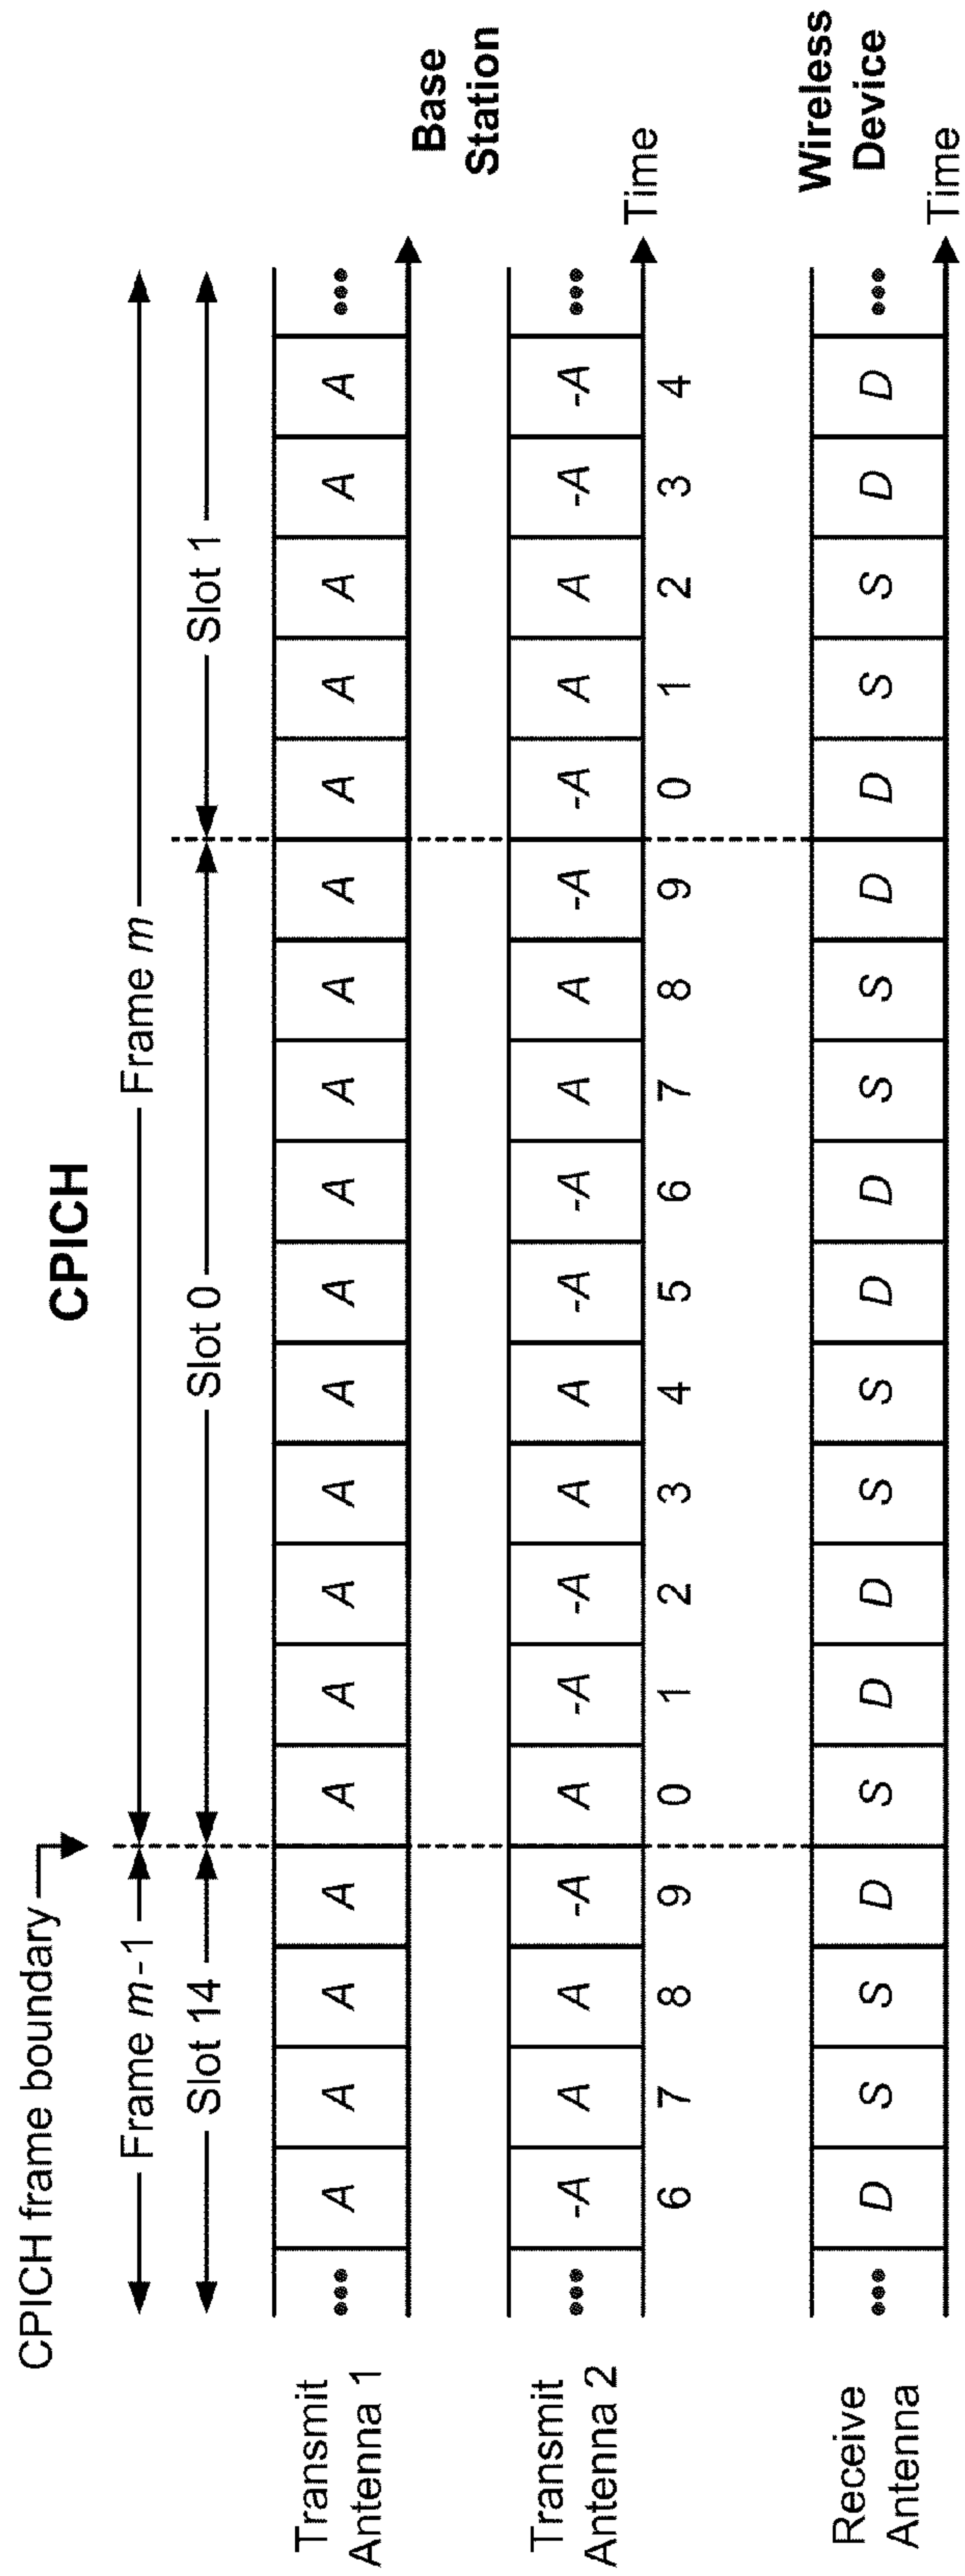 CPICH
CPICH frame boundary
Frame m-1
Frame m
Slot 14
Slot 0
Slot 1
Transmit
Antenna 1
••• A A A A A A A A A A A A A A A A A A A •••
Base
Station
Transmit
Antenna 2
••• -A A A -A A -A -A A A -A -A A A -A -A A A -A -A •••
Time
6 7 8 9 0 1 2 3 4 5 6 7 8 9 0 1 2 3 4
Wireless
Device
Receive
Antenna
••• D S S D S D D S S D D S S D D S S D D •••
Time